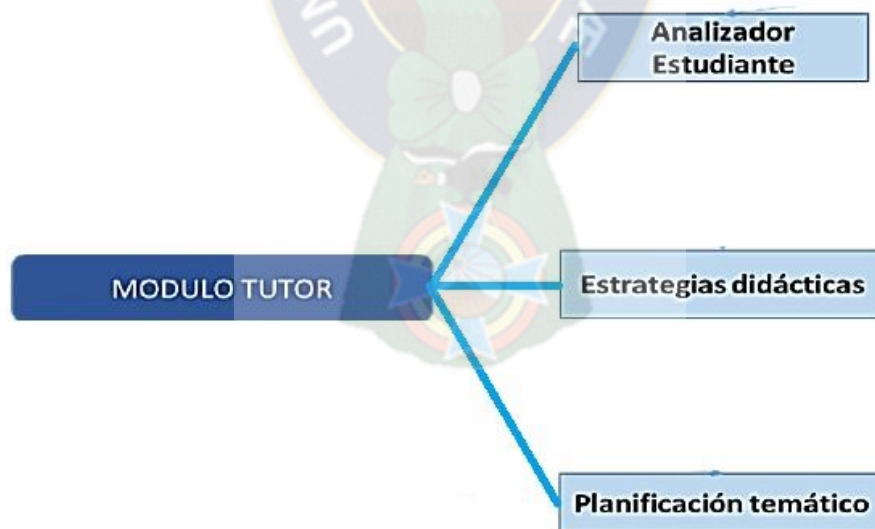 Analizador
Estudiante
MODULO TUTOR
Estrategias didácticas
Planificación temático